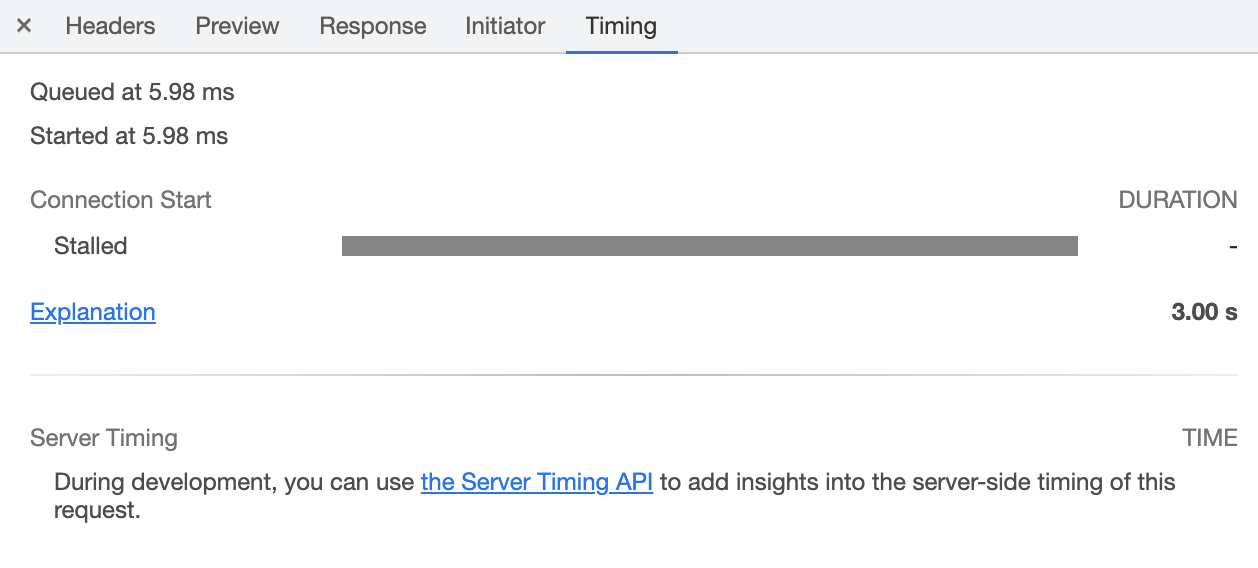 × Headers Preview Response Initiator Timing
Queued at 5.98 ms
Started at 5.98 ms
Connection Start DURATION
Stalled -
Explanation 3.00 s
Server Timing TIME
During development, you can use the Server Timing API to add insights into the server-side timing of this
request.